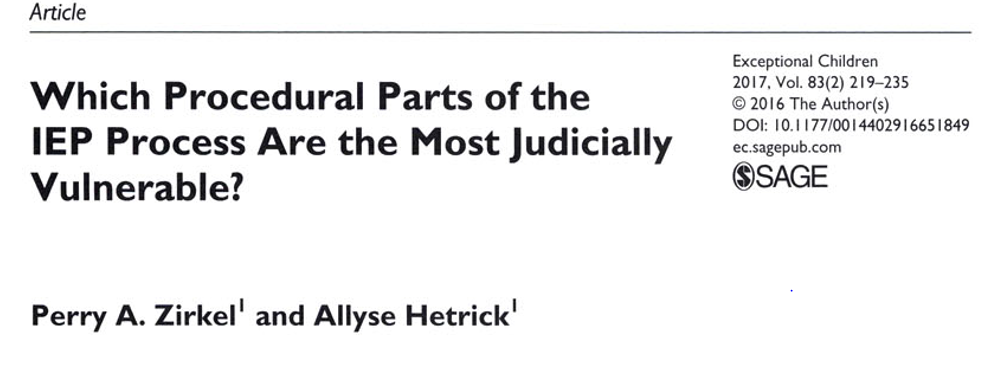 Article
Which Procedural Parts of the
IEP Process Are the Most Judicially
Vulnerable?
Exceptional Children
2017, Vol. 83(2) 219–235
© 2016 The Author(s)
DOI: 10.1177/0014402916651849
ec.sagepub.com
SSAGE
Perry A. Zirkel¹ and Allyse Hetrick¹